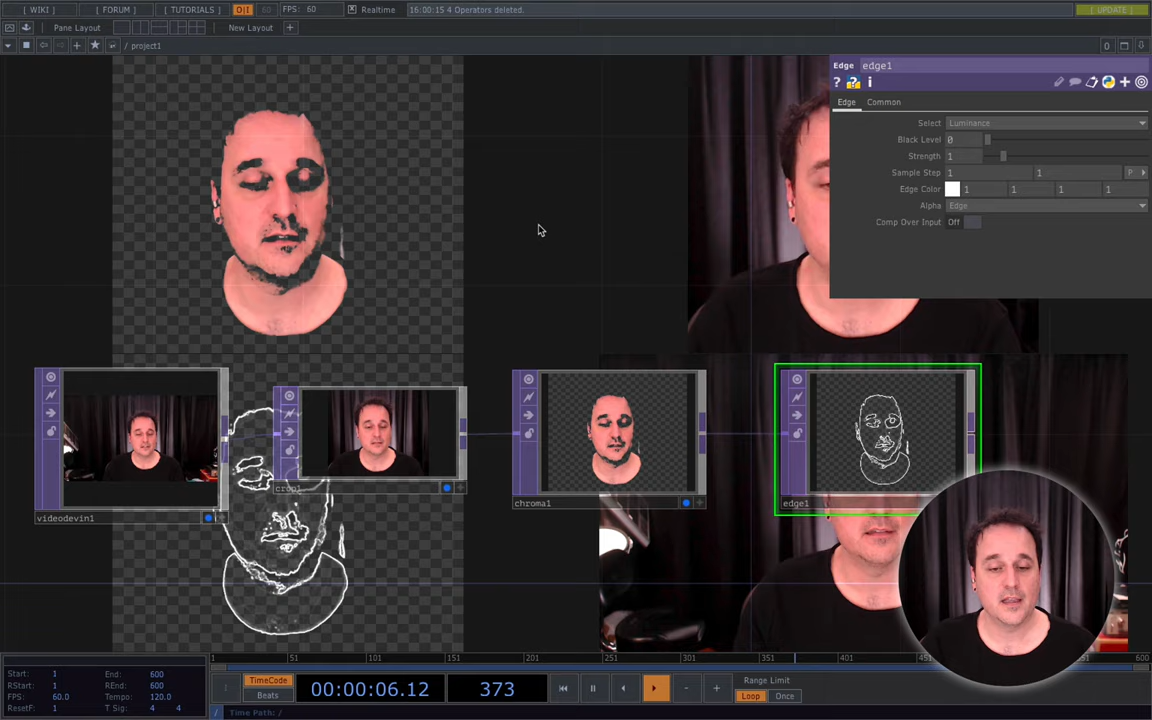 [ WIKI ] [ FORUM ] [ TUTORIALS ] O|I 60 FPS: 60 Realtime 16:00:15 4 Operators deleted. [ UPDATE ]
Pane Layout New Layout +
/ project1 0
Edge edge1
? ? i
Edge Common
Select Luminance
Black Level 0
Strength 1
Sample Step 1 1 P
Edge Color 1 1 1 1
Alpha Edge
Comp Over Input Off
videodevin1
crop1
chroma1
edge1
1 51 101 151 201 251 301 351 401 451 600
Start: 1 End: 600
RStart: 1 REnd: 600
FPS: 60.0 Tempo: 120.0
ResetF: 1 T Sig: 4 4
TimeCode
Beats
00:00:06.12
373
- +
Range Limit
Loop Once
/ Time Path: /